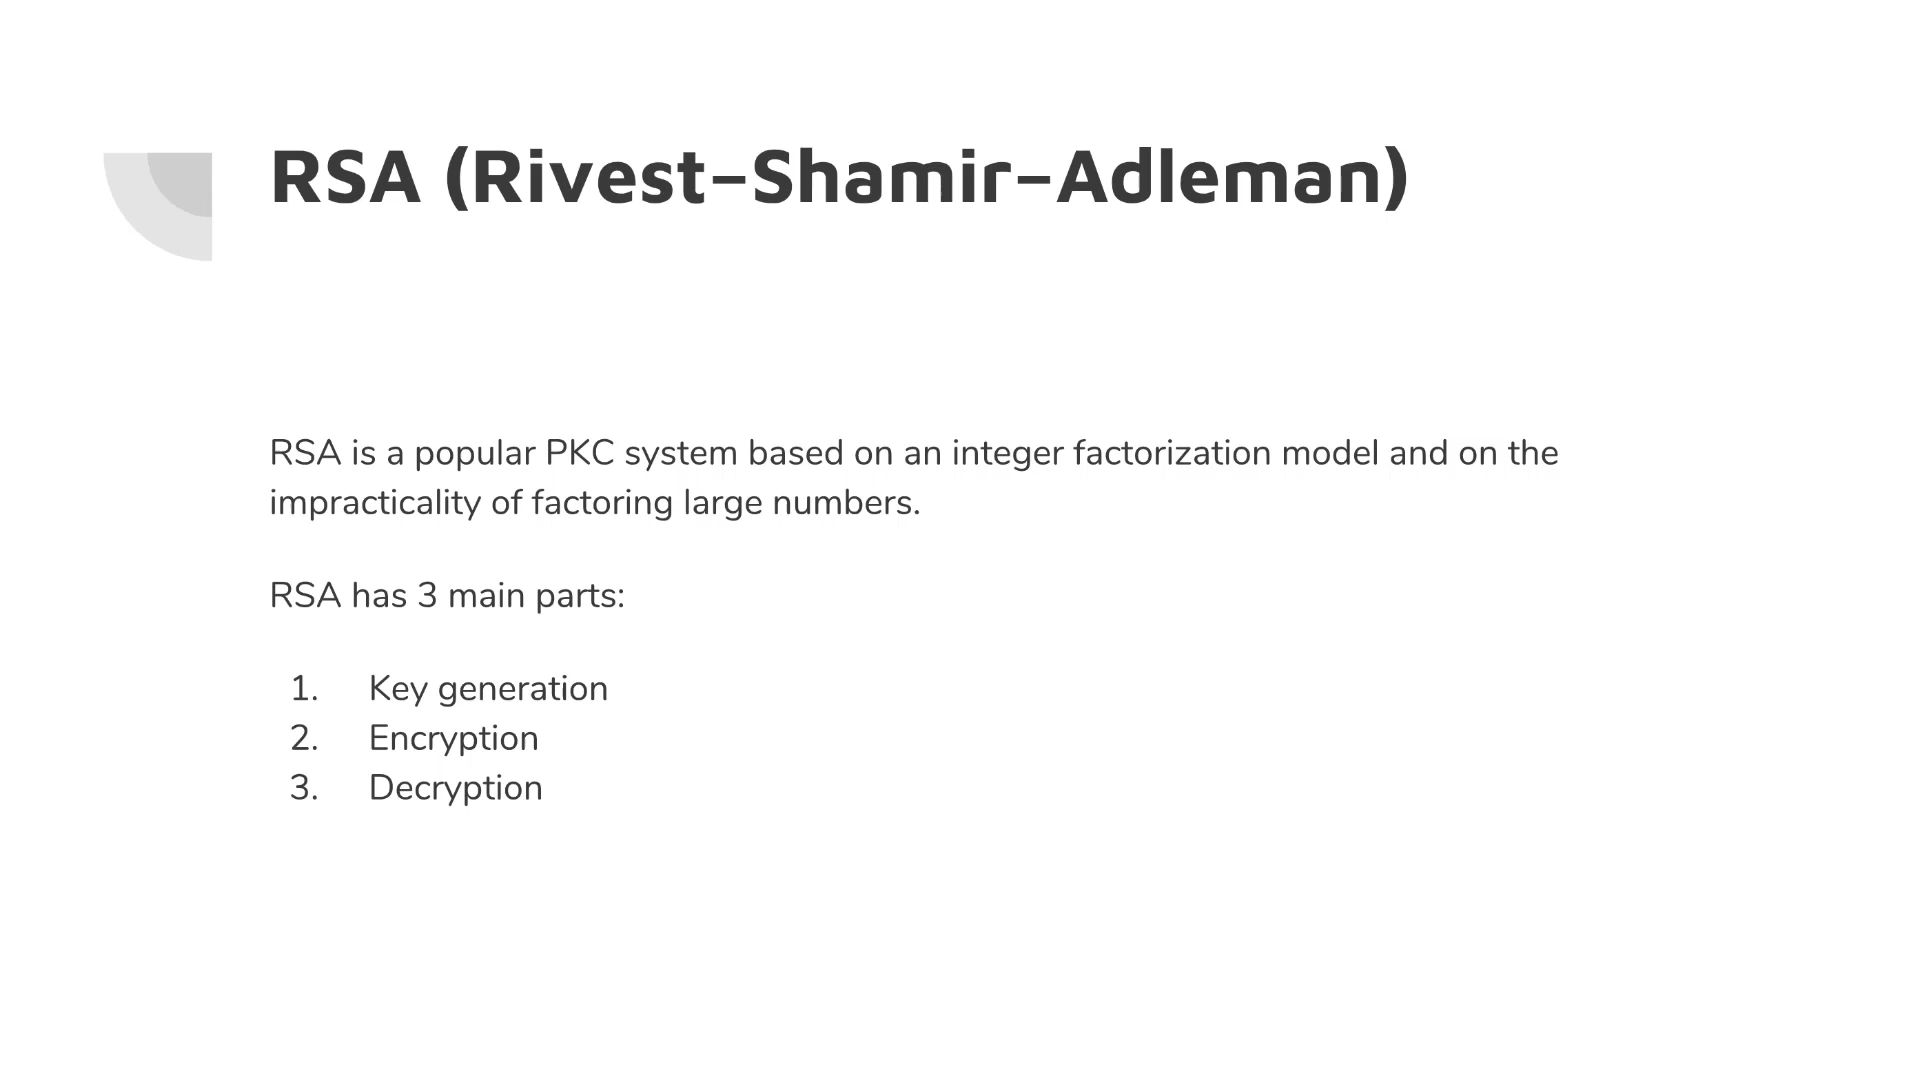 RSA (Rivest–Shamir–Adleman)
RSA is a popular PKC system based on an integer factorization model and on the
impracticality of factoring large numbers.
RSA has 3 main parts:
1. Key generation
2. Encryption
3. Decryption